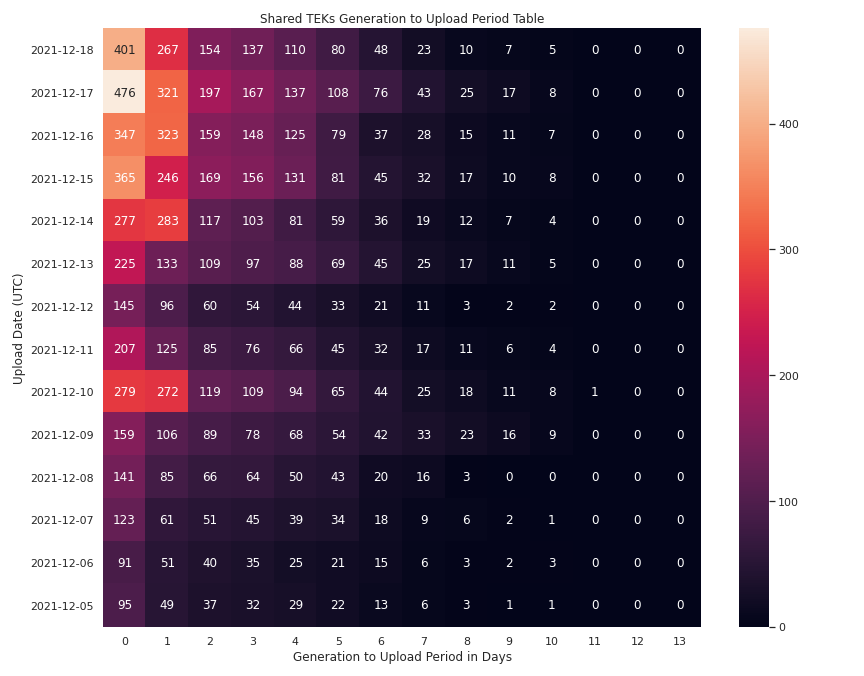 Shared TEKs Generation to Upload Period Table
Upload Date (UTC)
2021-12-18 401 267 154 137 110 80 48 23 10 7 5 0 0 0
2021-12-17 476 321 197 167 137 108 76 43 25 17 8 0 0 0
2021-12-16 347 323 159 148 125 79 37 28 15 11 7 0 0 0
2021-12-15 365 246 169 156 131 81 45 32 17 10 8 0 0 0
2021-12-14 277 283 117 103 81 59 36 19 12 7 4 0 0 0
2021-12-13 225 133 109 97 88 69 45 25 17 11 5 0 0 0
2021-12-12 145 96 60 54 44 33 21 11 3 2 2 0 0 0
2021-12-11 207 125 85 76 66 45 32 17 11 6 4 0 0 0
2021-12-10 279 272 119 109 94 65 44 25 18 11 8 1 0 0
2021-12-09 159 106 89 78 68 54 42 33 23 16 9 0 0 0
2021-12-08 141 85 66 64 50 43 20 16 3 0 0 0 0 0
2021-12-07 123 61 51 45 39 34 18 9 6 2 1 0 0 0
2021-12-06 91 51 40 35 25 21 15 6 3 2 3 0 0 0
2021-12-05 95 49 37 32 29 22 13 6 3 1 1 0 0 0
0 1 2 3 4 5 6 7 8 9 10 11 12 13
Generation to Upload Period in Days
400
300
200
100
0